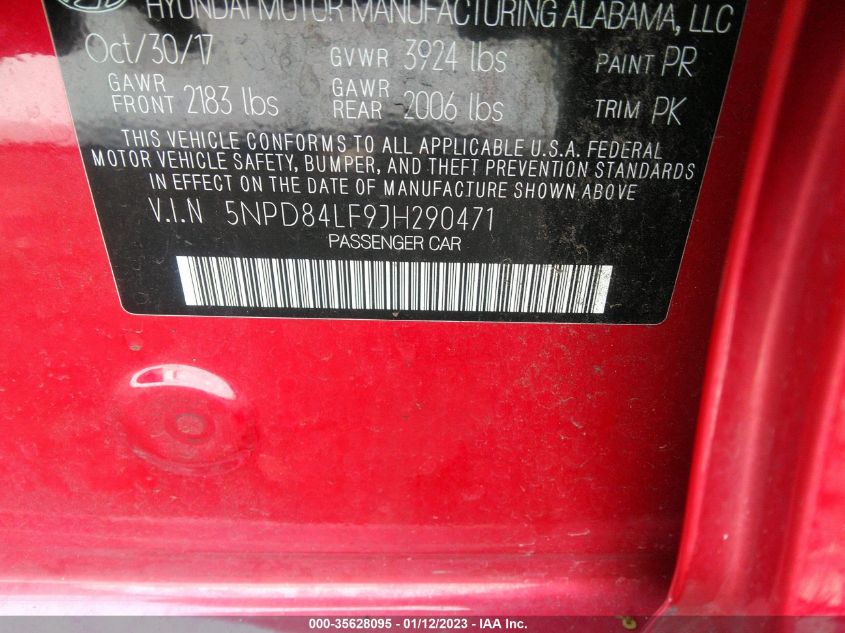 HYUNDAI MOTOR MANUFACTURING ALABAMA, LLC
Oct/30/17 GVWR 3924 lbs PAINT PR
GAWR FRONT 2183 lbs GAWR REAR 2006 lbs TRIM PK
THIS VEHICLE CONFORMS TO ALL APPLICABLE U.S.A. FEDERAL
MOTOR VEHICLE SAFETY, BUMPER, AND THEFT PREVENTION STANDARDS
IN EFFECT ON THE DATE OF MANUFACTURE SHOWN ABOVE
V.I.N 5NPD84LF9JH290471
PASSENGER CAR
000-35628095 - 01/12/2023 - IAA Inc.